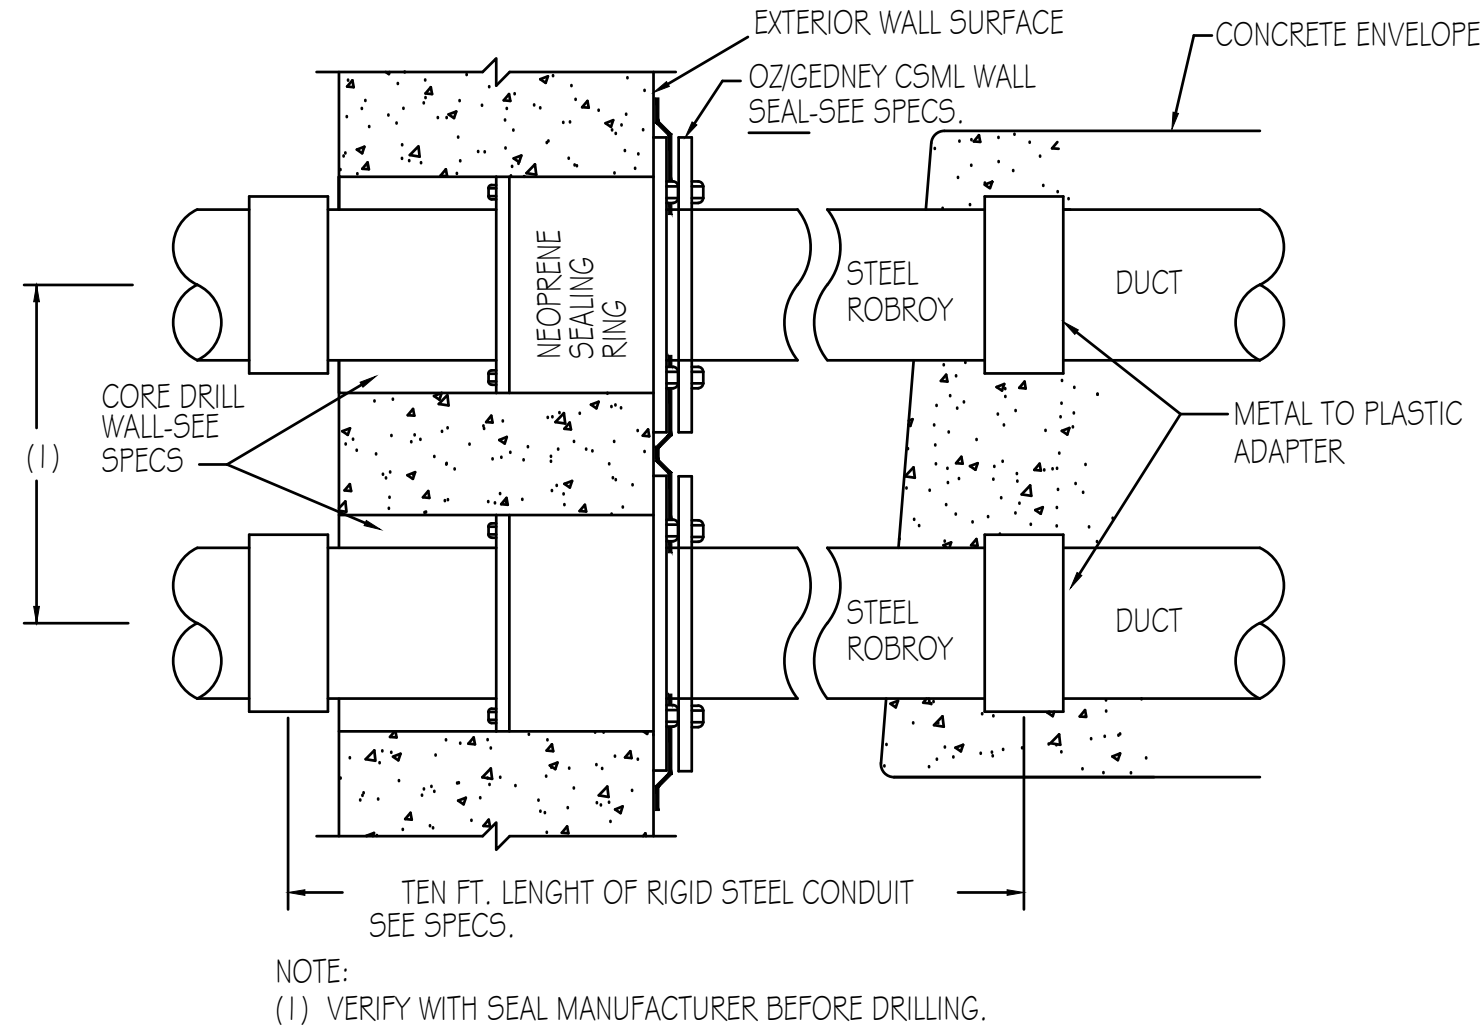 EXTERIOR WALL SURFACE
CONCRETE ENVELOPE
OZ/GEDNEY CSML WALL
SEAL-SEE SPECS.
NEOPRENE
SEALING
RING
STEEL
ROBROY
DUCT
CORE DRILL
WALL-SEE
SPECS
(1)
METAL TO PLASTIC
ADAPTER
STEEL
ROBROY
DUCT
TEN FT. LENGHT OF RIGID STEEL CONDUIT
SEE SPECS.
NOTE:
(1) VERIFY WITH SEAL MANUFACTURER BEFORE DRILLING.